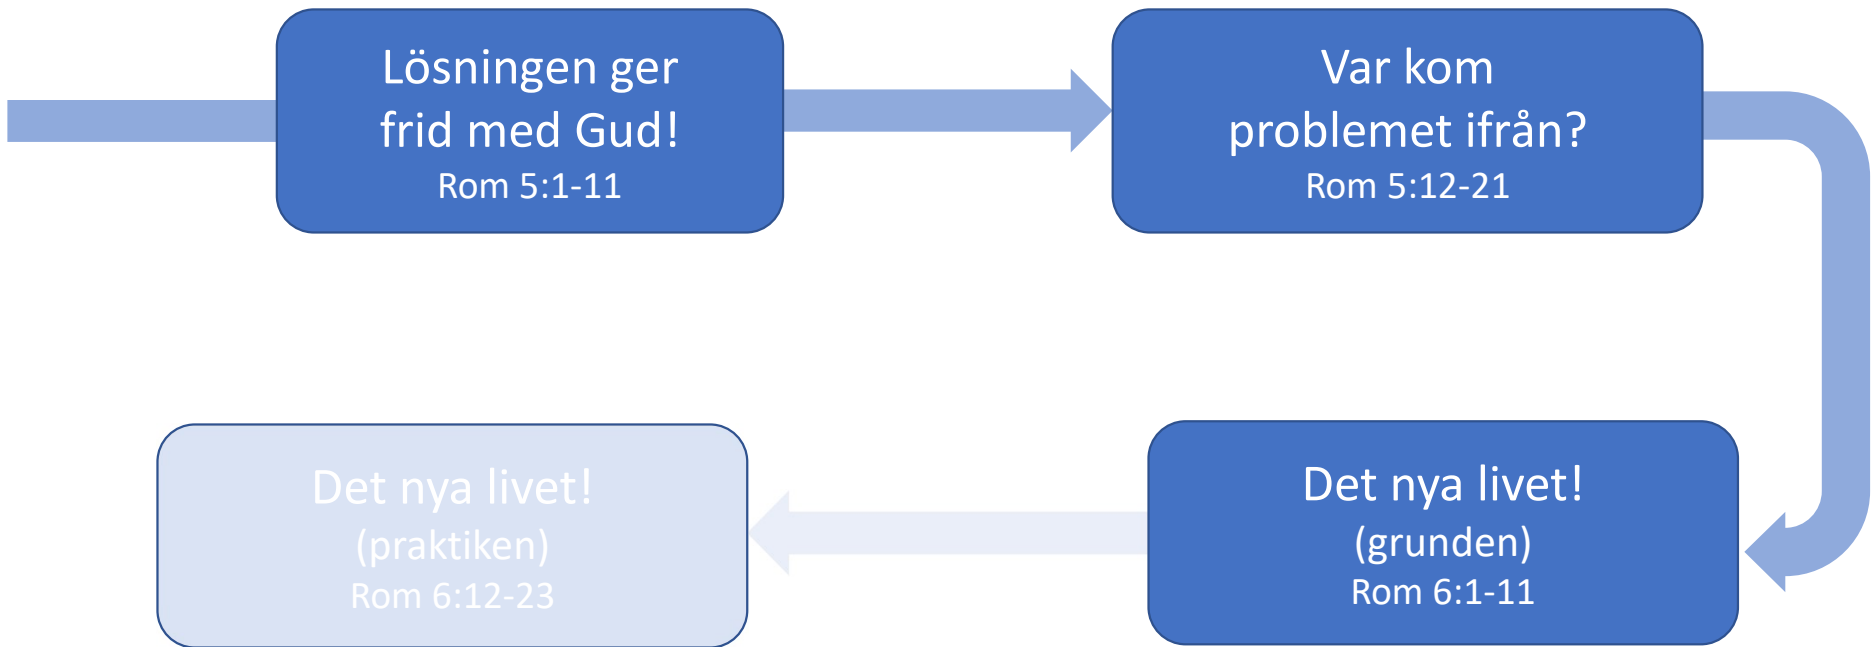 Lösningen ger
frid med Gud!
Rom 5:1-11
Var kom
problemet ifrån?
Rom 5:12-21
Det nya livet!
(grunden)
Rom 6:1-11
Det nya livet!
(praktiken)
Rom 6:12-23